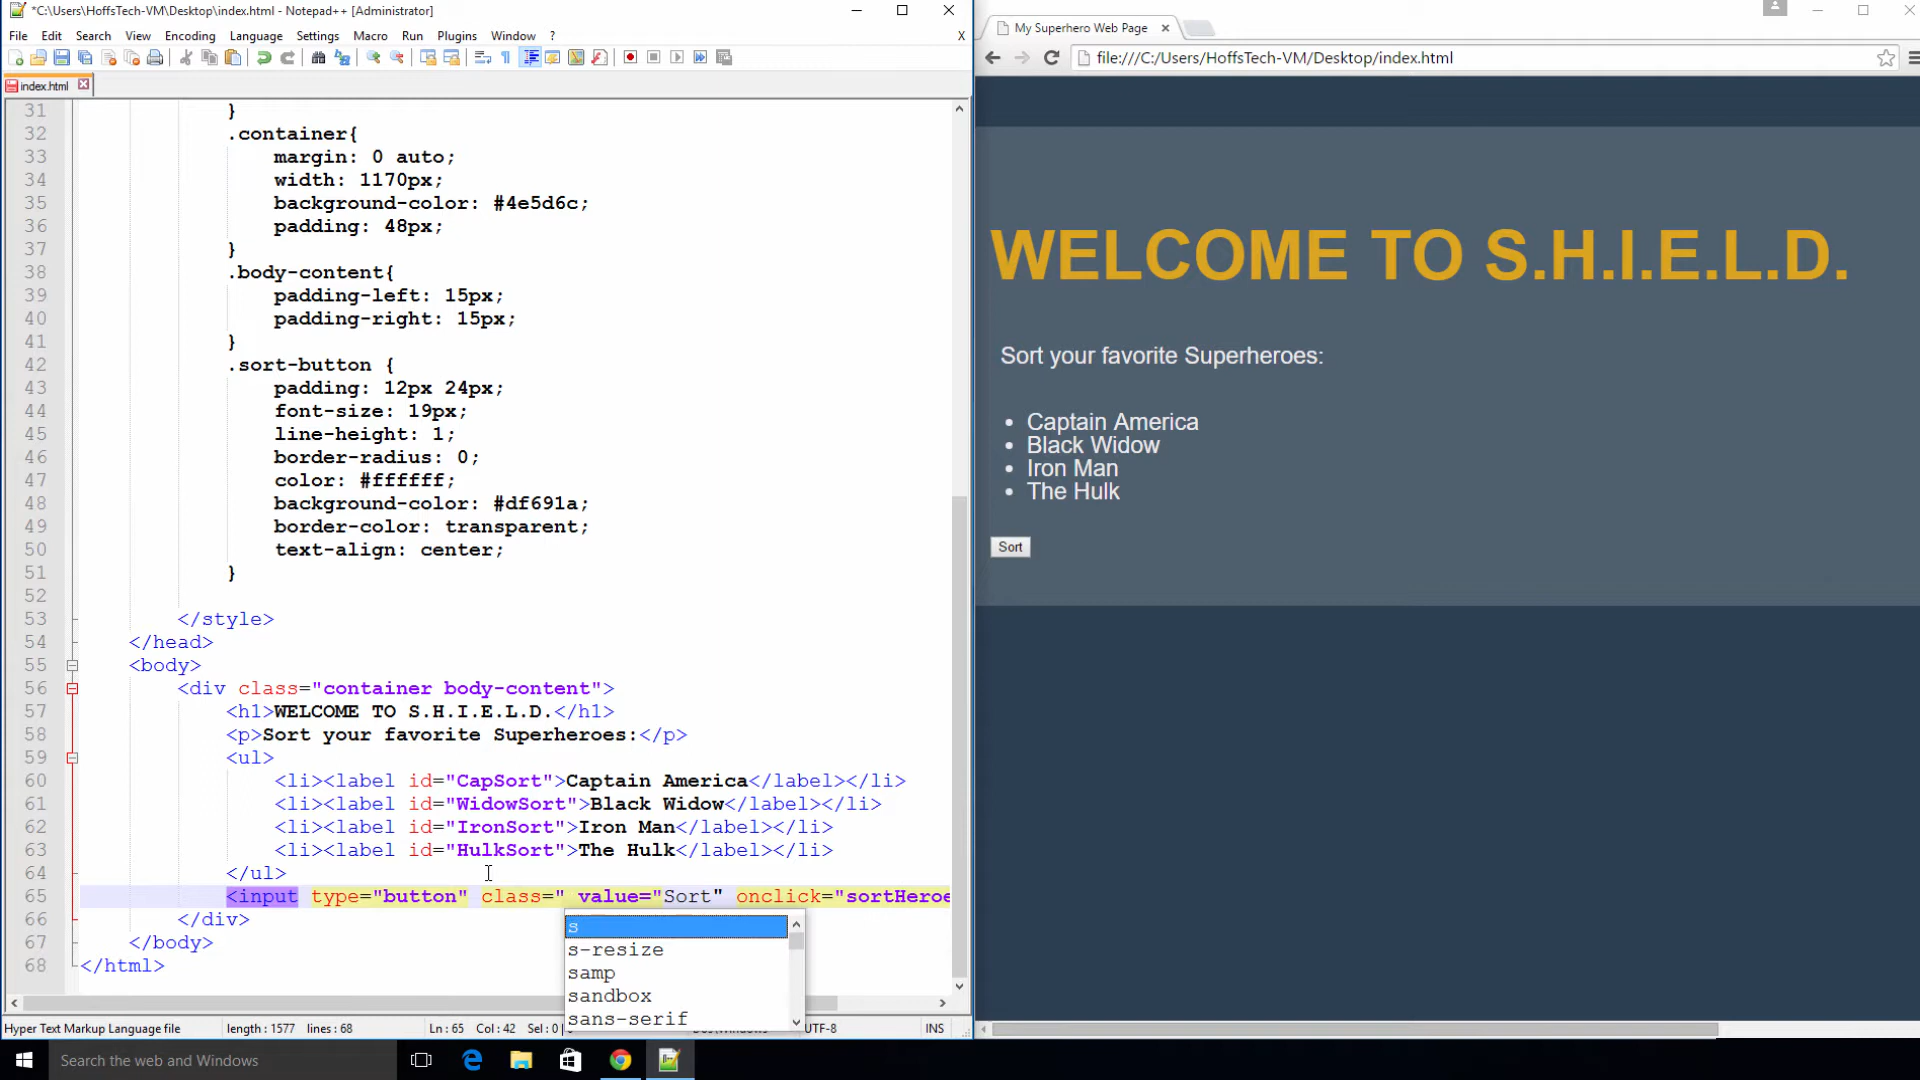 *C:\Users\HoffsTech-VM\Desktop\index.html - Notepad++ [Administrator]
File Edit Search View Encoding Language Settings Macro Run Plugins Window ? X
index.html
31 }
32 .container{
33 margin: 0 auto;
34 width: 1170px;
35 background-color: #4e5d6c;
36 padding: 48px;
37 }
38 .body-content{
39 padding-left: 15px;
40 padding-right: 15px;
41 }
42 .sort-button {
43 padding: 12px 24px;
44 font-size: 19px;
45 line-height: 1;
46 border-radius: 0;
47 color: #ffffff;
48 background-color: #df691a;
49 border-color: transparent;
50 text-align: center;
51 }
52
53 </style>
54 </head>
55 <body>
56 <div class="container body-content">
57 <h1>WELCOME TO S.H.I.E.L.D.</h1>
58 <p>Sort your favorite Superheroes:</p>
59 <ul>
60 <li><label id="CapSort">Captain America</label></li>
61 <li><label id="WidowSort">Black Widow</label></li>
62 <li><label id="IronSort">Iron Man</label></li>
63 <li><label id="HulkSort">The Hulk</label></li>
64 </ul>
65 <input type="button" class=" value="Sort" onclick="sortHeroe
66 </div>
67 </body>
68 </html>
s
s-resize
samp
sandbox
sans-serif
Hyper Text Markup Language file length : 1577 lines : 68 Ln : 65 Col : 42 Sel : 0 UTF-8 INS
My Superhero Web Page
file:///C:/Users/HoffsTech-VM/Desktop/index.html
WELCOME TO S.H.I.E.L.D.
Sort your favorite Superheroes:
• Captain America
• Black Widow
• Iron Man
• The Hulk
Sort
Search the web and Windows